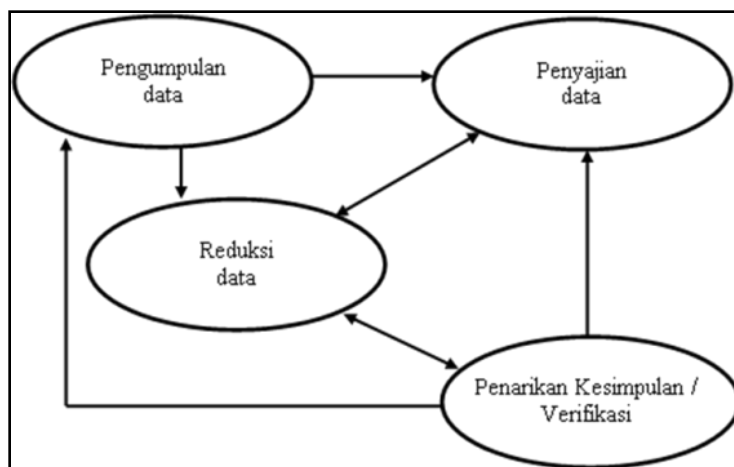 Pengumpulan
data
Penyajian
data
Reduksi
data
Penarikan Kesimpulan /
Verifikasi